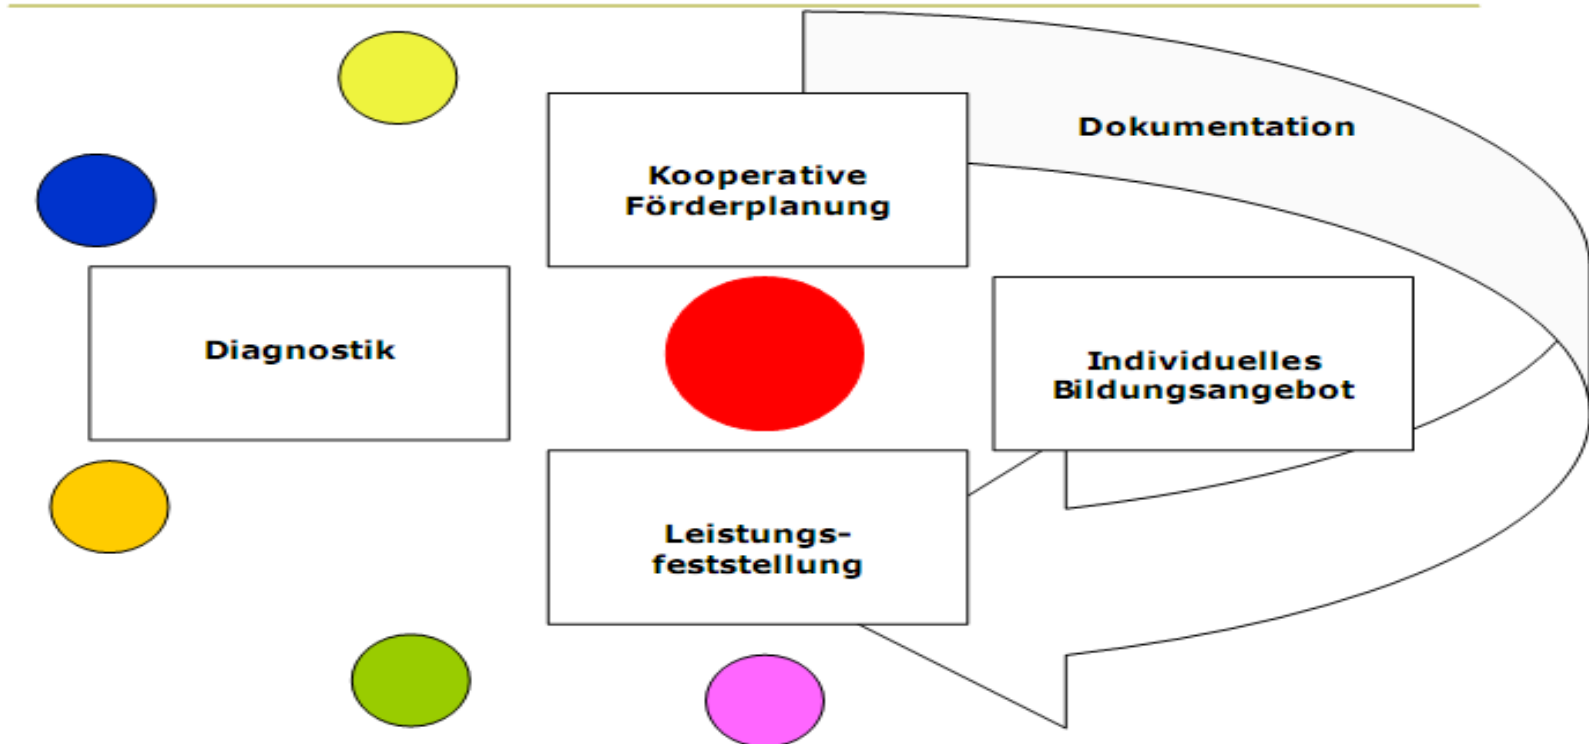 Dokumentation
Kooperative
Förderplanung
Diagnostik
Individuelles
Bildungsangebot
Leistungs-
feststellung